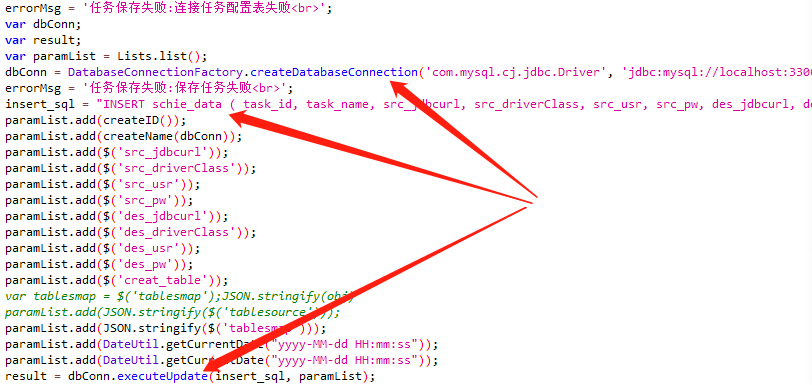 errorMsg = '任务保存失败:连接任务配置表失败<br>';
var dbConn;
var result;
var paramList = Lists.list();
dbConn = DatabaseConnectionFactory.createDatabaseConnection('com.mysql.cj.jdbc.Driver', 'jdbc:mysql://localhost:330
errorMsg = '任务保存失败:保存任务失败<br>';
insert_sql = "INSERT schie_data ( task_id, task_name, src_jdbcurl, src_driverClass, src_usr, src_pw, des_jdbcurl, de
paramList.add(createID());
paramList.add(createName(dbConn));
paramList.add($('src_jdbcurl'));
paramList.add($('src_driverClass'));
paramList.add($('src_usr'));
paramList.add($('src_pw'));
paramList.add($('des_jdbcurl'));
paramList.add($('des_driverClass'));
paramList.add($('des_usr'));
paramList.add($('des_pw'));
paramList.add($('creat_table'));
var tablesmap = $('tablesmap');JSON.stringify(obj)
paramList.add(JSON.stringify($('tablesource')));
paramList.add(JSON.stringify($('tablesmap')));
paramList.add(DateUtil.getCurrentDate("yyyy-MM-dd HH:mm:ss"));
paramList.add(DateUtil.getCurrentDate("yyyy-MM-dd HH:mm:ss"));
result = dbConn.executeUpdate(insert_sql, paramList);